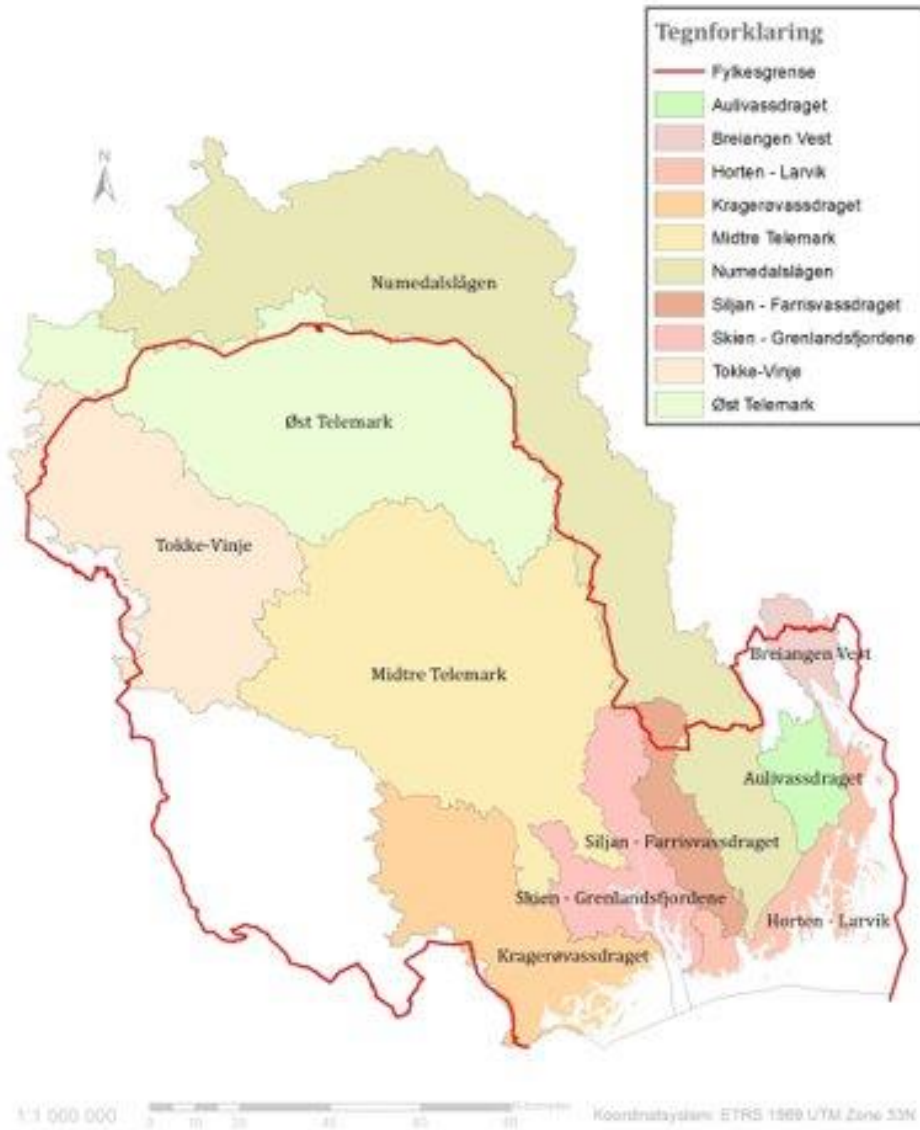 Tegnforklaring
Fylkesgrense
Aulivassdraget
Breiangen Vest
Horten - Larvik
Kragerøvassdraget
Midtre Telemark
Numedalslågen
Siljan - Farrisvassdraget
Skien - Grenlandsfjordene
Tokke-Vinje
Øst Telemark
N
Numedalslågen
Øst Telemark
Tokke-Vinje
Breiangen Vest
Midtre Telemark
Aulivassdraget
Siljan - Farrisvassdraget
Skien - Grenlandsfjordene
Horten - Larvik
Kragerøvassdraget
1:1 000 000
Koordinatsystem: ETRS 1989 UTM Zone 33N